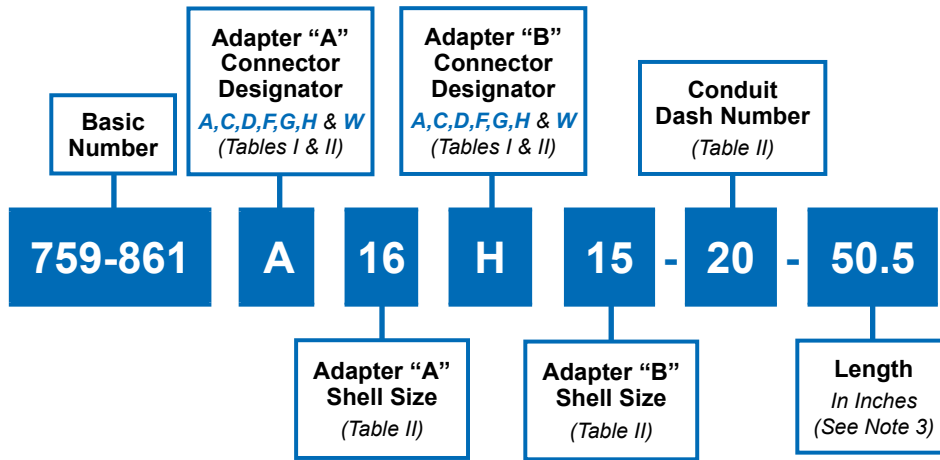 Adapter “A”
Connector
Designator
A,C,D,F,G,H & W
(Tables I & II)
Adapter “B”
Connector
Designator
A,C,D,F,G,H & W
(Tables I & II)
Basic
Number
Conduit
Dash Number
(Table II)
759-861 A 16 H 15 - 20 - 50.5
Adapter “A”
Shell Size
(Table II)
Adapter “B”
Shell Size
(Table II)
Length
In Inches
(See Note 3)